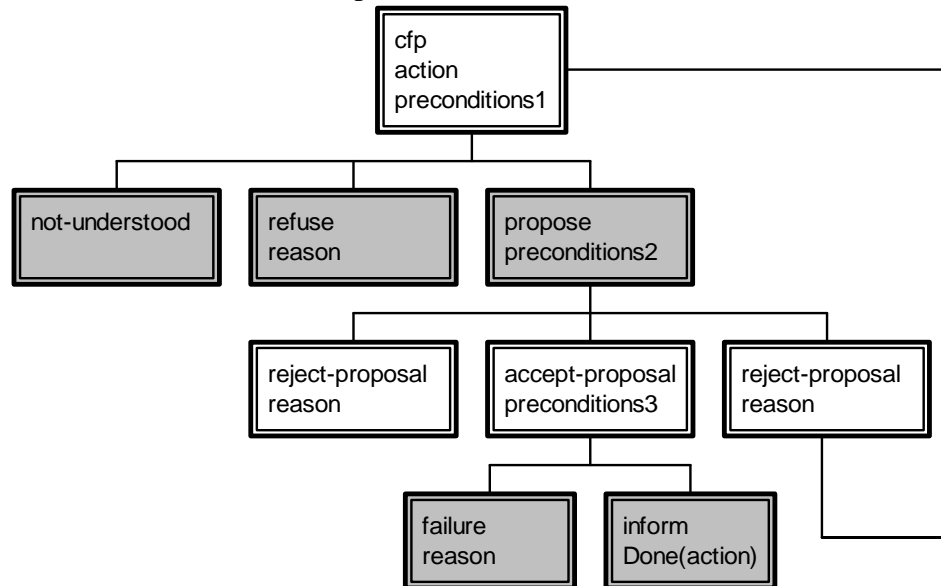 cfp
action
preconditions1
not-understood
refuse
reason
propose
preconditions2
reject-proposal
reason
accept-proposal
preconditions3
reject-proposal
reason
failure
reason
inform
Done(action)